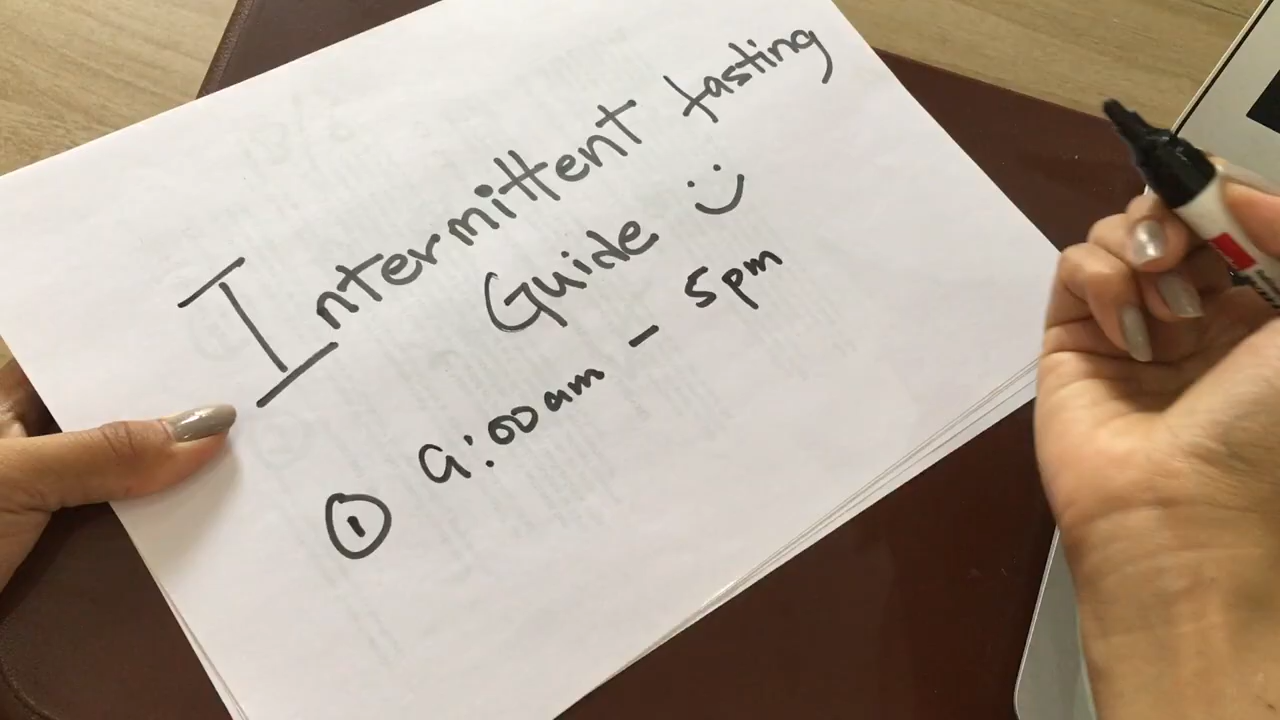 Intermittent fasting
Guide :)
① 9:00am - 5pm